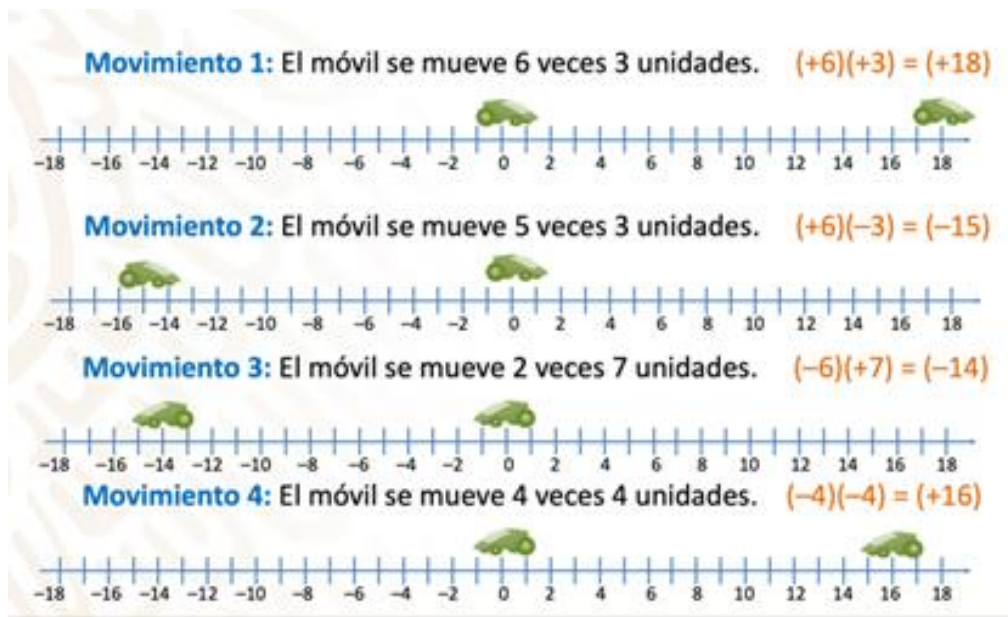 Movimiento 1: El móvil se mueve 6 veces 3 unidades. (+6)(+3) = (+18)
–18 –16 –14 –12 –10 –8 –6 –4 –2 0 2 4 6 8 10 12 14 16 18
Movimiento 2: El móvil se mueve 5 veces 3 unidades. (+6)(–3) = (–15)
–18 –16 –14 –12 –10 –8 –6 –4 –2 0 2 4 6 8 10 12 14 16 18
Movimiento 3: El móvil se mueve 2 veces 7 unidades. (–6)(+7) = (–14)
–18 –16 –14 –12 –10 –8 –6 –4 –2 0 2 4 6 8 10 12 14 16 18
Movimiento 4: El móvil se mueve 4 veces 4 unidades. (–4)(–4) = (+16)
–18 –16 –14 –12 –10 –8 –6 –4 –2 0 2 4 6 8 10 12 14 16 18